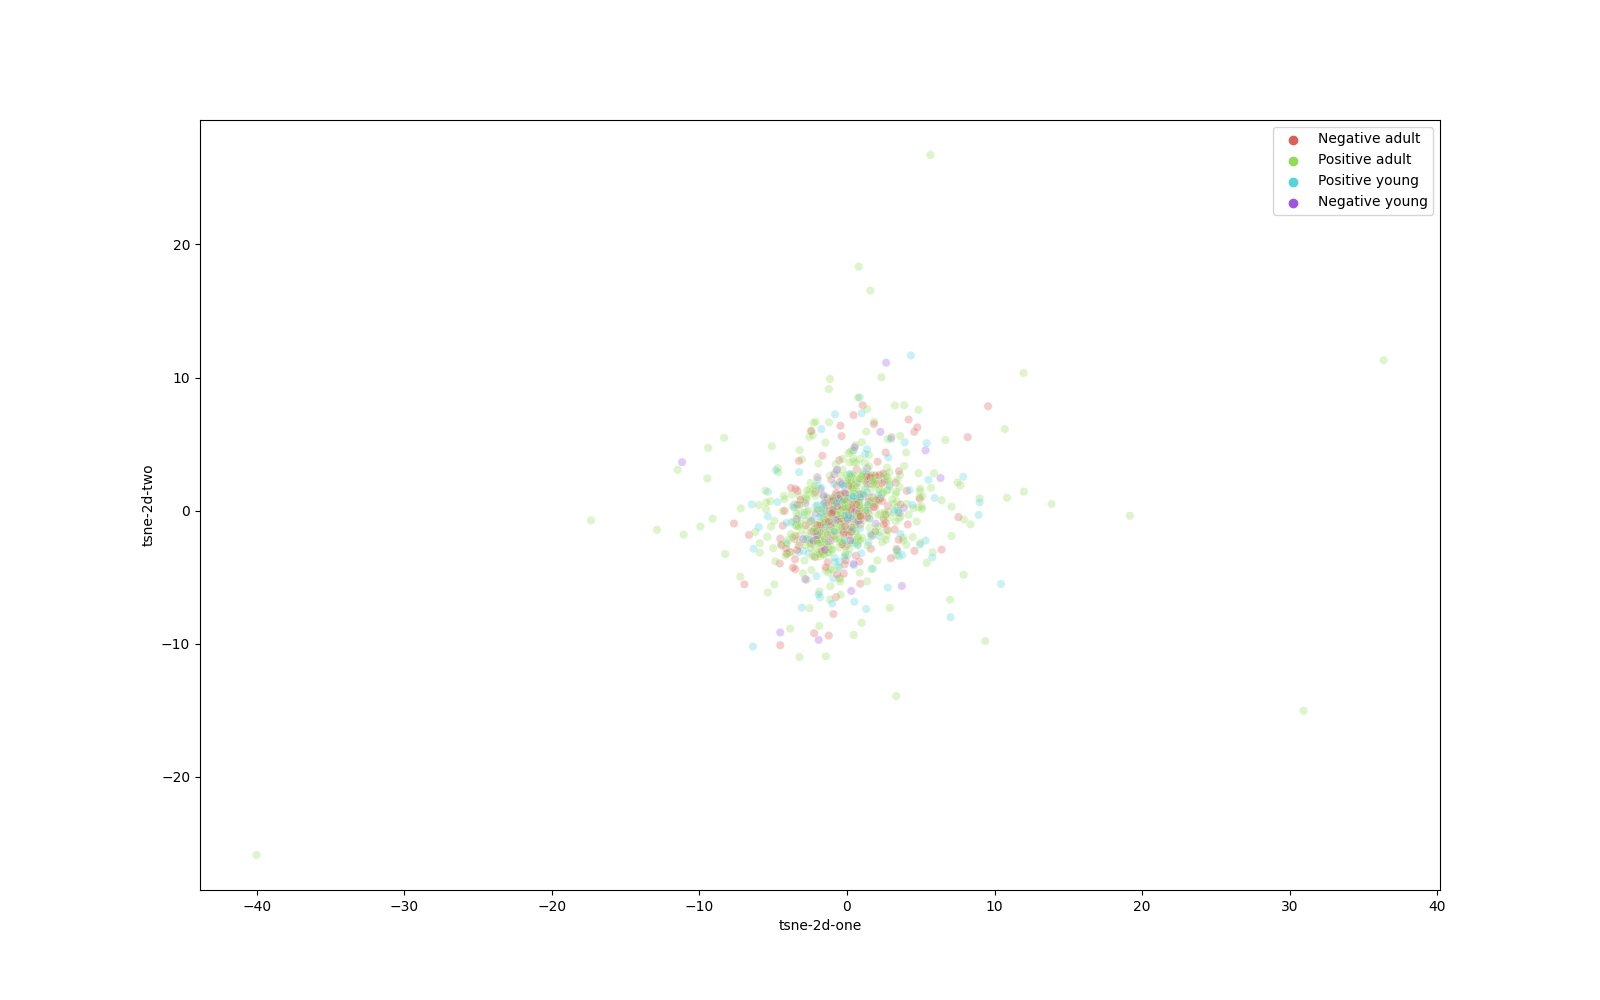 Negative adult
Positive adult
Positive young
Negative young
20
10
0
−10
−20
tsne-2d-two
−40
−30
−20
−10
0
10
20
30
40
tsne-2d-one